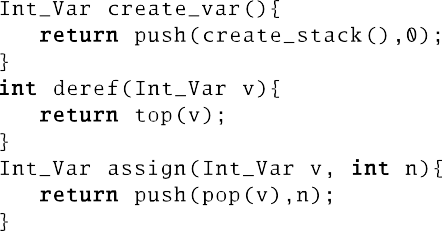 Int_Var create_var(){
   return push(create_stack(),0);
}
int deref(Int_Var v){
   return top(v);
}
Int_Var assign(Int_Var v, int n){
   return push(pop(v),n);
}